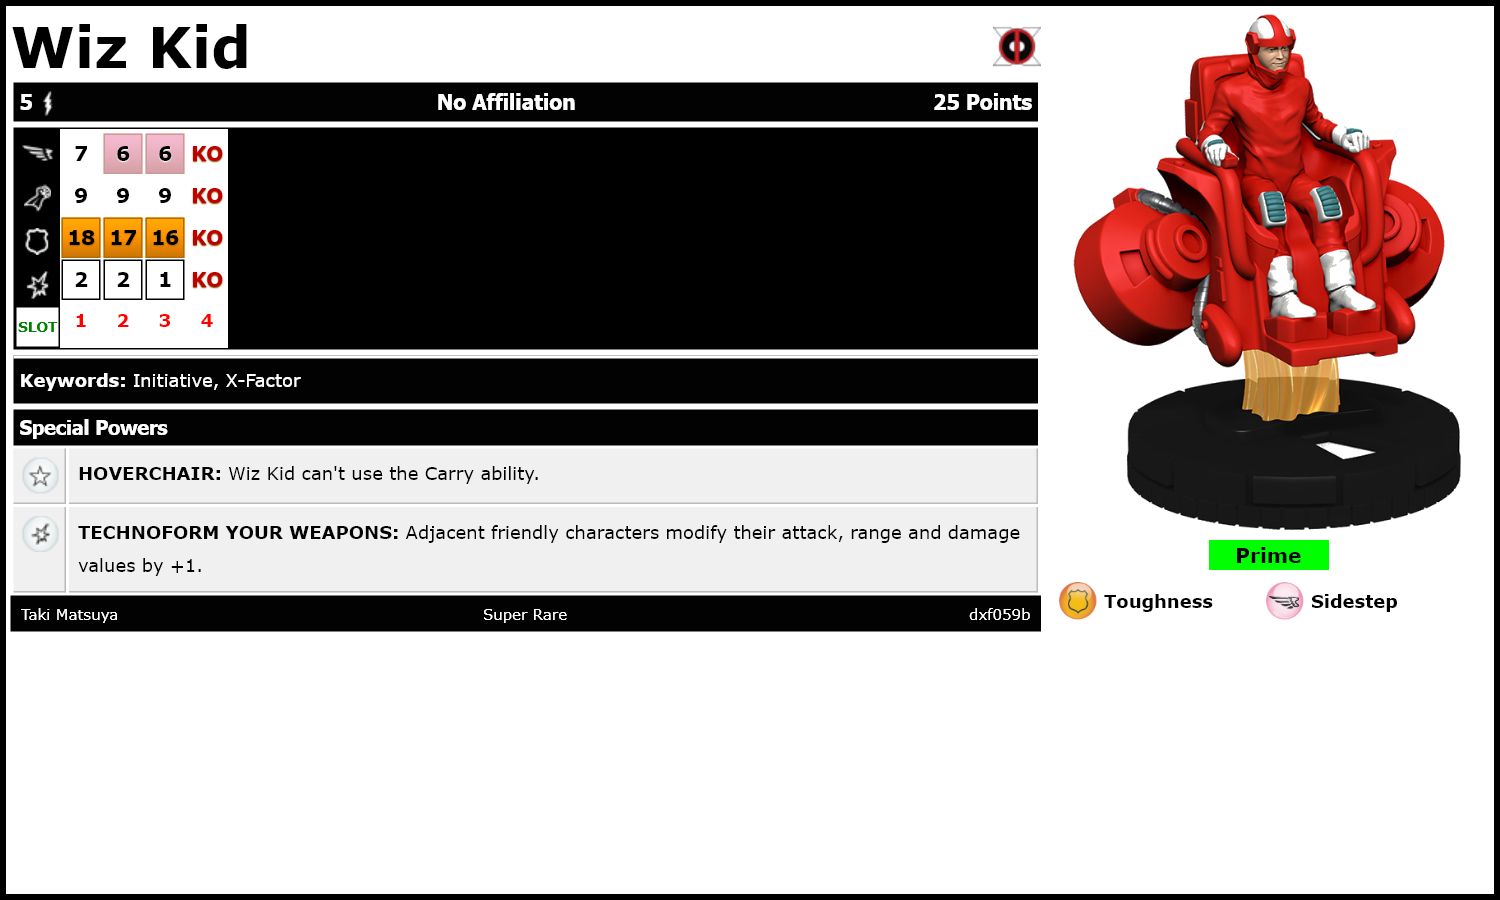 Wiz Kid
5 No Affiliation 25 Points
7 6 6 KO
9 9 9 KO
18 17 16 KO
2 2 1 KO
SLOT 1 2 3 4
Keywords: Initiative, X-Factor
Special Powers
HOVERCHAIR: Wiz Kid can't use the Carry ability.
TECHNOFORM YOUR WEAPONS: Adjacent friendly characters modify their attack, range and damage
values by +1.
Taki Matsuya Super Rare dxf059b
Prime
Toughness Sidestep